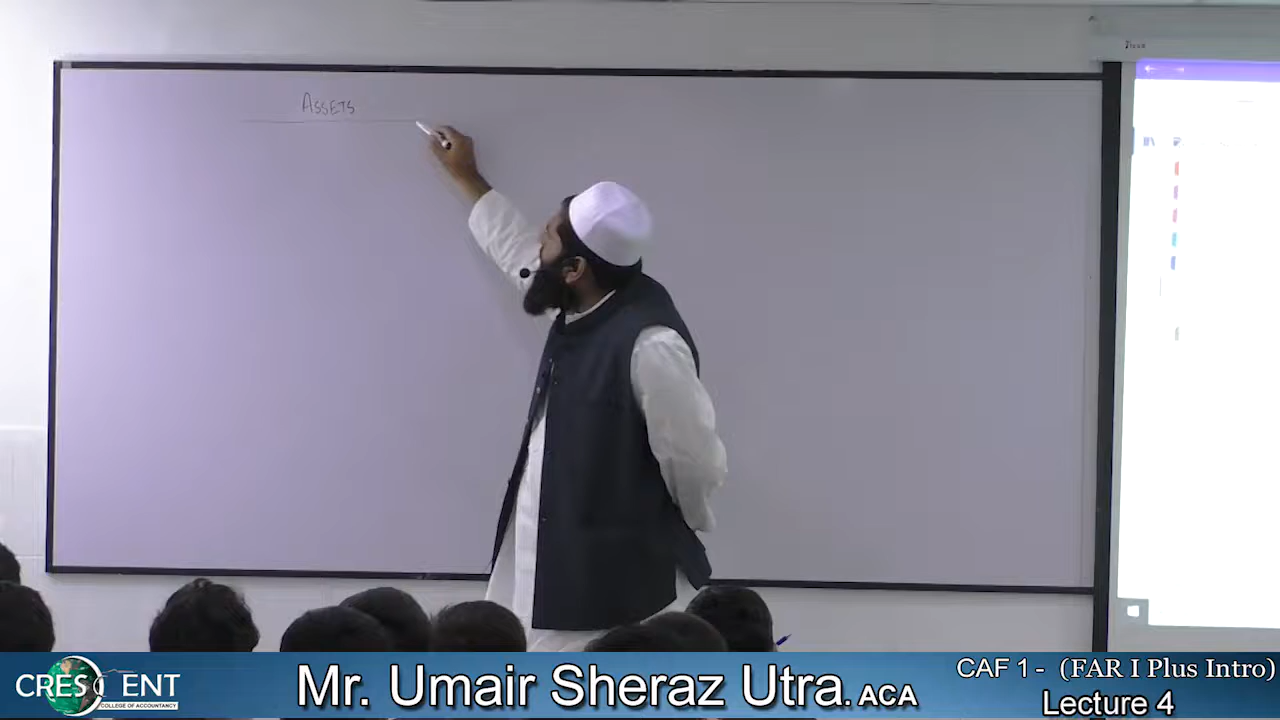 ASSETS
CRESCENT
COLLEGE OF ACCOUNTANCY
Mr. Umair Sheraz Utra. ACA
CAF 1 - (FAR I Plus Intro)
Lecture 4